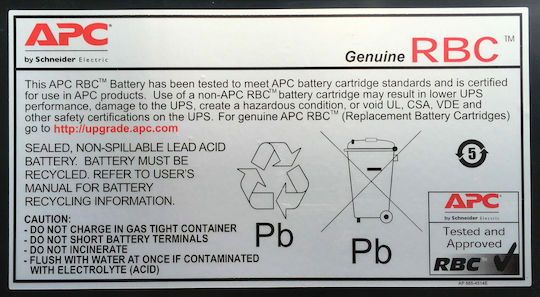 APC
by Schneider Electric
Genuine RBC™
This APC RBC™ Battery has been tested to meet APC battery cartridge standards and is certified
for use in APC products. Use of a non-APC RBC™ battery cartridge may result in lower UPS
performance, damage to the UPS, create a hazardous condition, or void UL, CSA, VDE and
other safety certifications on the UPS. For genuine APC RBC™ (Replacement Battery Cartridges)
go to http://upgrade.apc.com
SEALED, NON-SPILLABLE LEAD ACID
BATTERY. BATTERY MUST BE
RECYCLED. REFER TO USER'S
MANUAL FOR BATTERY
RECYCLING INFORMATION.
CAUTION:
- DO NOT CHARGE IN GAS TIGHT CONTAINER
- DO NOT SHORT BATTERY TERMINALS
- DO NOT INCINERATE
- FLUSH WITH WATER AT ONCE IF CONTAMINATED
WITH ELECTROLYTE (ACID)
Pb
Pb
5
APC
by Schneider Electric
Tested and
Approved
RBC™
AP 885-4314E